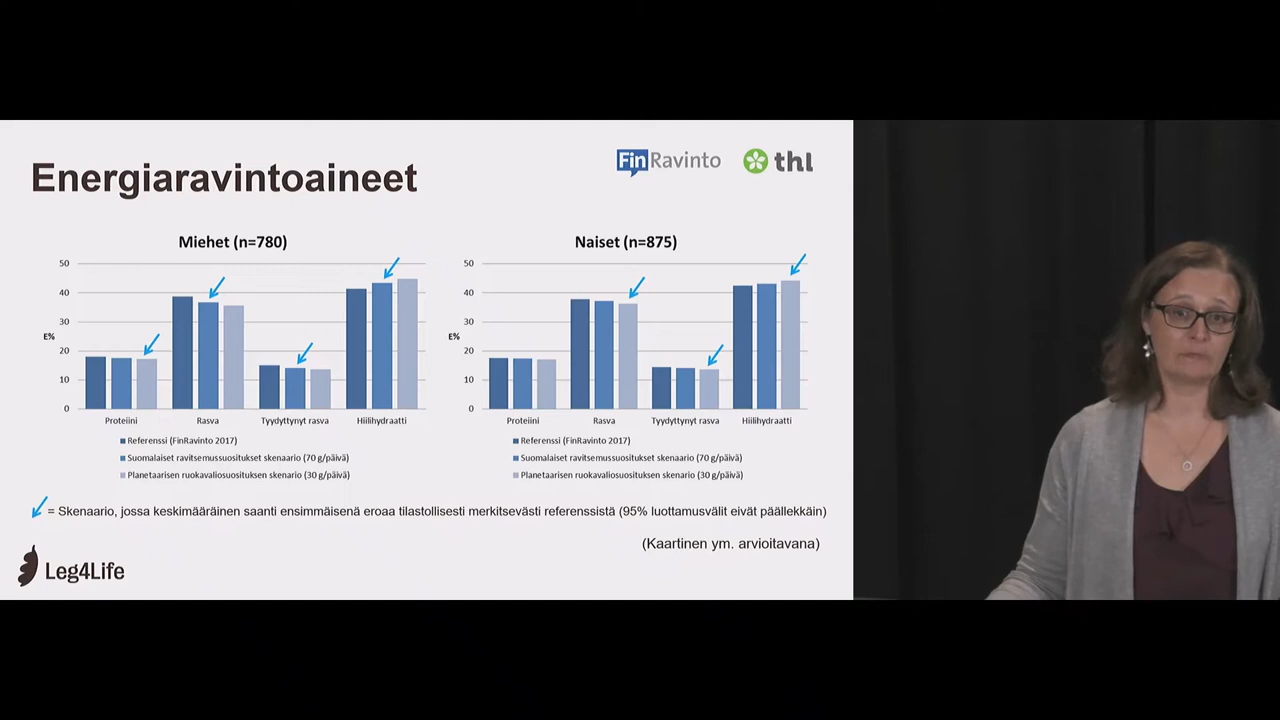 Energiaravintoaineet
FinRavinto
thl
Miehet (n=780)
50
40
30
E%
20
10
0
Proteiini
Rasva
Tyydyttynyt rasva
Hiilihydraatti
Referenssi (FinRavinto 2017)
Suomalaiset ravitsemussuositukset skenaario (70 g/päivä)
Planetaarisen ruokavaliosuosituksen skenario (30 g/päivä)
Naiset (n=875)
50
40
30
E%
20
10
0
Proteiini
Rasva
Tyydyttynyt rasva
Hiilihydraatti
Referenssi (FinRavinto 2017)
Suomalaiset ravitsemussuositukset skenaario (70 g/päivä)
Planetaarisen ruokavaliosuosituksen skenario (30 g/päivä)
= Skenaario, jossa keskimääräinen saanti ensimmäisenä eroaa tilastollisesti merkitsevästi referenssistä (95% luottamusvälit eivät päällekkäin)
(Kaartinen ym. arvioitavana)
Leg4Life